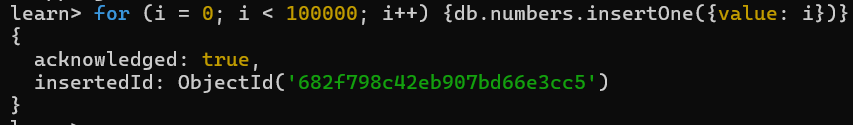 learn> for (i = 0; i < 100000; i++) {db.numbers.insertOne({value: i})}
{
  acknowledged: true,
  insertedId: ObjectId('682f798c42eb907bd66e3cc5')
}